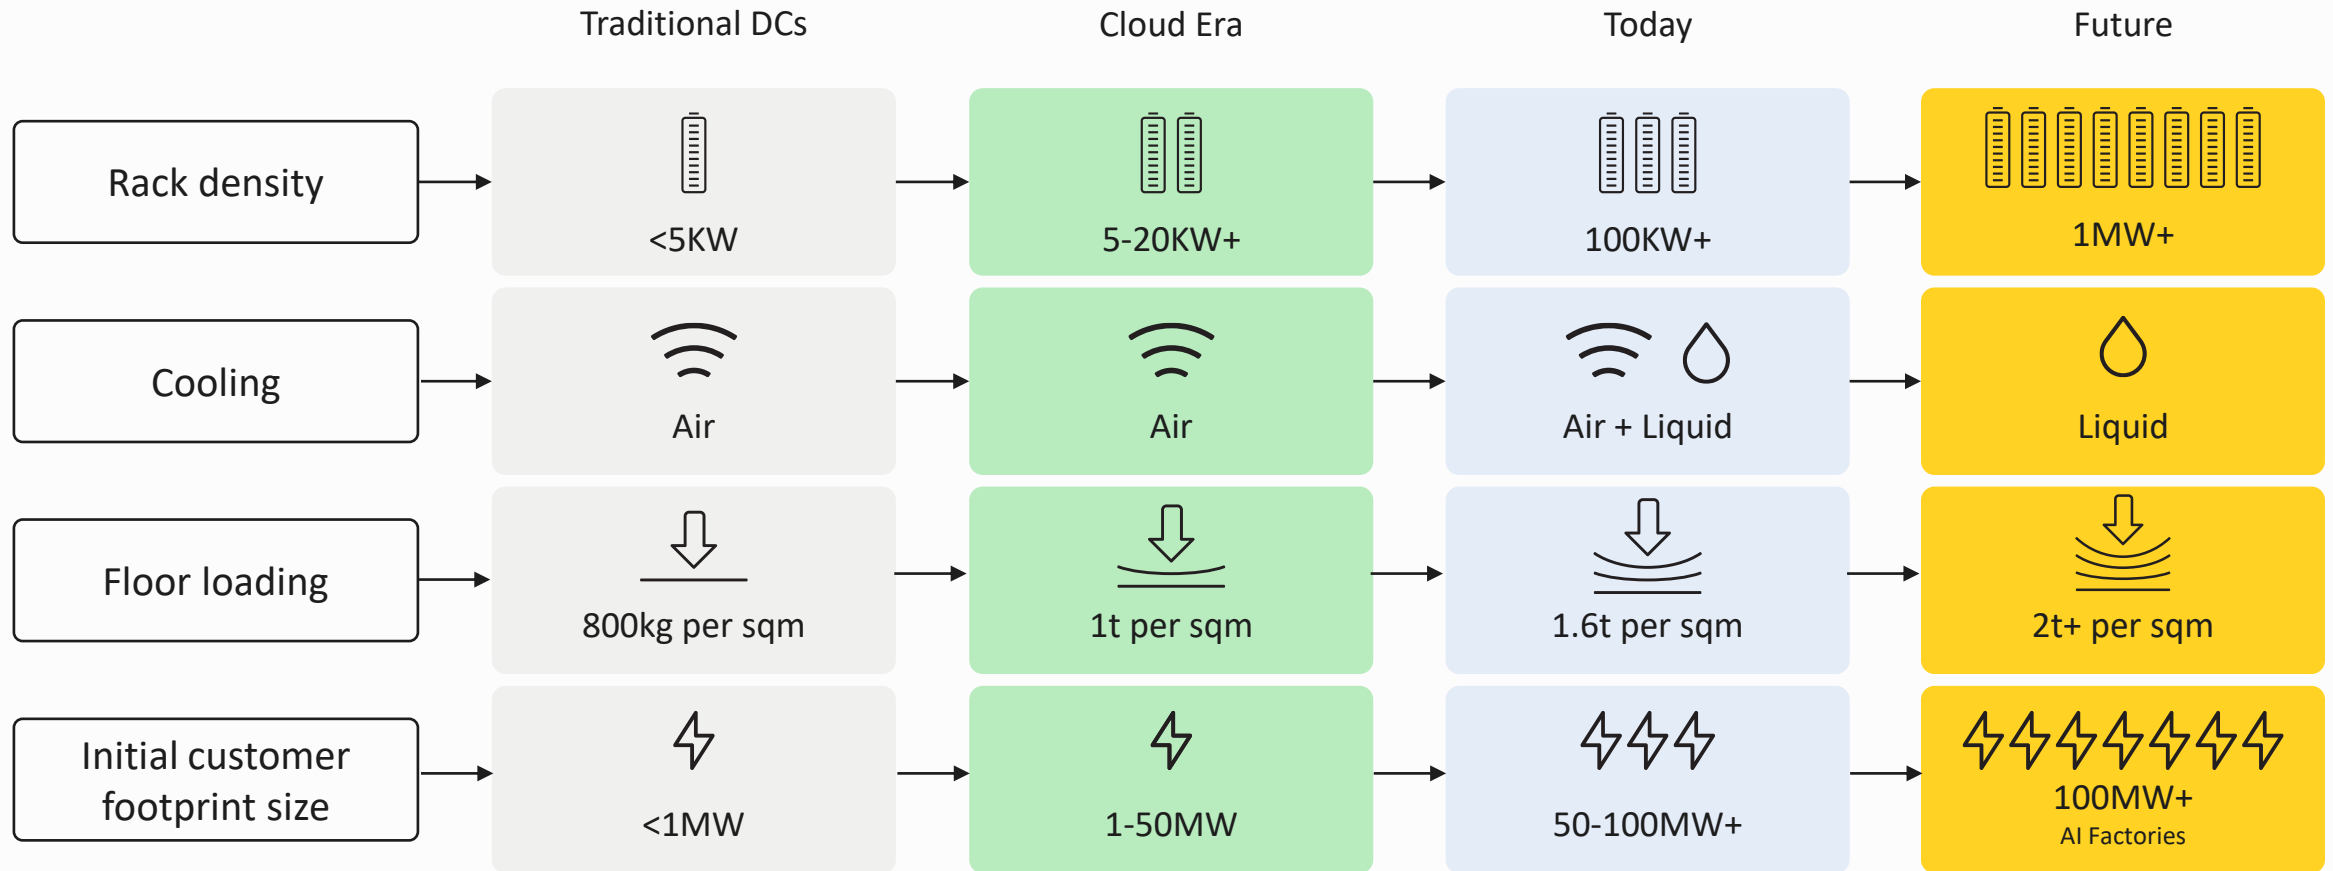 Traditional DCs
Cloud Era
Today
Future
Rack density
<5KW
5-20KW+
100KW+
1MW+
Cooling
Air
Air
Air + Liquid
Liquid
Floor loading
800kg per sqm
1t per sqm
1.6t per sqm
2t+ per sqm
Initial customer
footprint size
<1MW
1-50MW
50-100MW+
100MW+
AI Factories